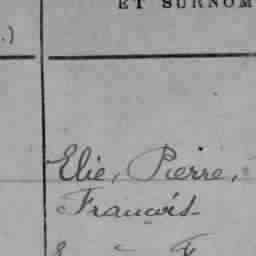 ET SURNOM
.)
Elie, Pierre,
François